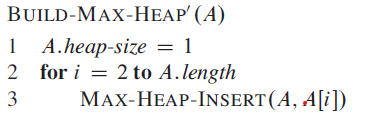 BUILD-MAX-HEAP′(A)
1 A.heap-size = 1
2 for i = 2 to A.length
3 MAX-HEAP-INSERT(A, A[i])